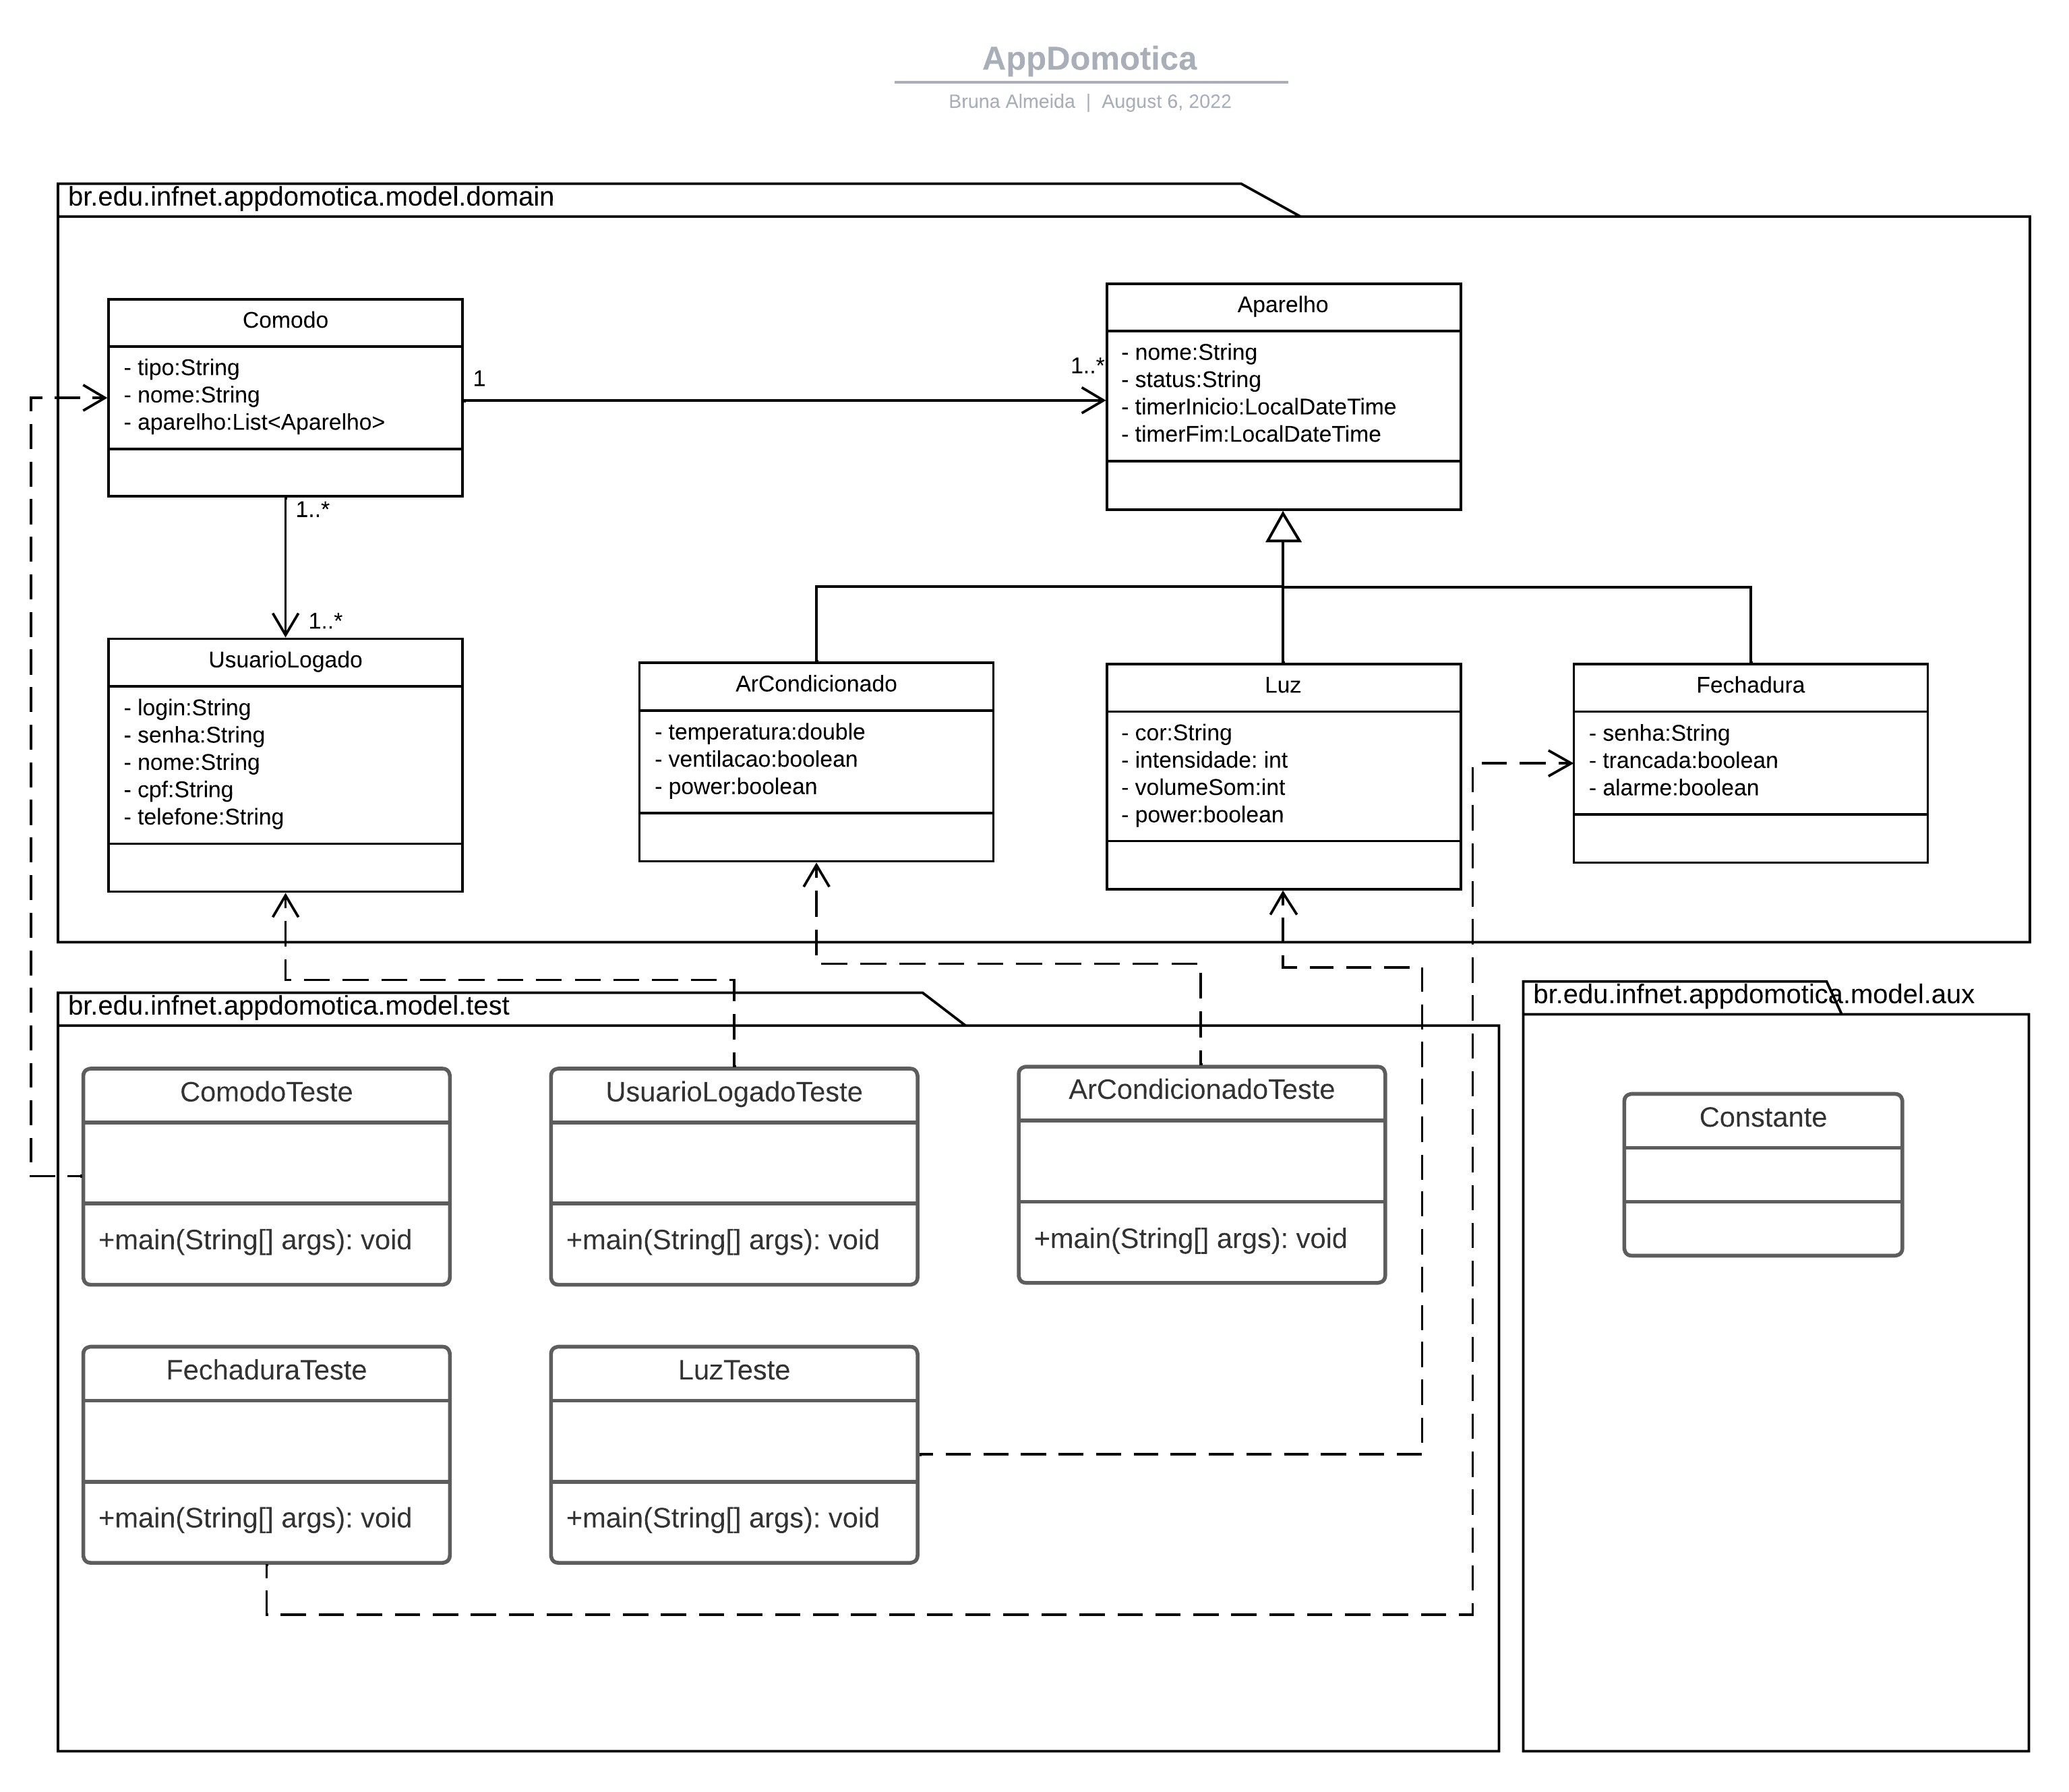 AppDomotica
Bruna Almeida | August 6, 2022
br.edu.infnet.appdomotica.model.domain
Comodo
- tipo:String
- nome:String
- aparelho:List<Aparelho>
1
1..*
Aparelho
- nome:String
- status:String
- timerInicio:LocalDateTime
- timerFim:LocalDateTime
1..*
1..*
UsuarioLogado
- login:String
- senha:String
- nome:String
- cpf:String
- telefone:String
ArCondicionado
- temperatura:double
- ventilacao:boolean
- power:boolean
Luz
- cor:String
- intensidade: int
- volumeSom:int
- power:boolean
Fechadura
- senha:String
- trancada:boolean
- alarme:boolean
br.edu.infnet.appdomotica.model.test
ComodoTeste
+main(String[] args): void
UsuarioLogadoTeste
+main(String[] args): void
ArCondicionadoTeste
+main(String[] args): void
FechaduraTeste
+main(String[] args): void
LuzTeste
+main(String[] args): void
br.edu.infnet.appdomotica.model.aux
Constante